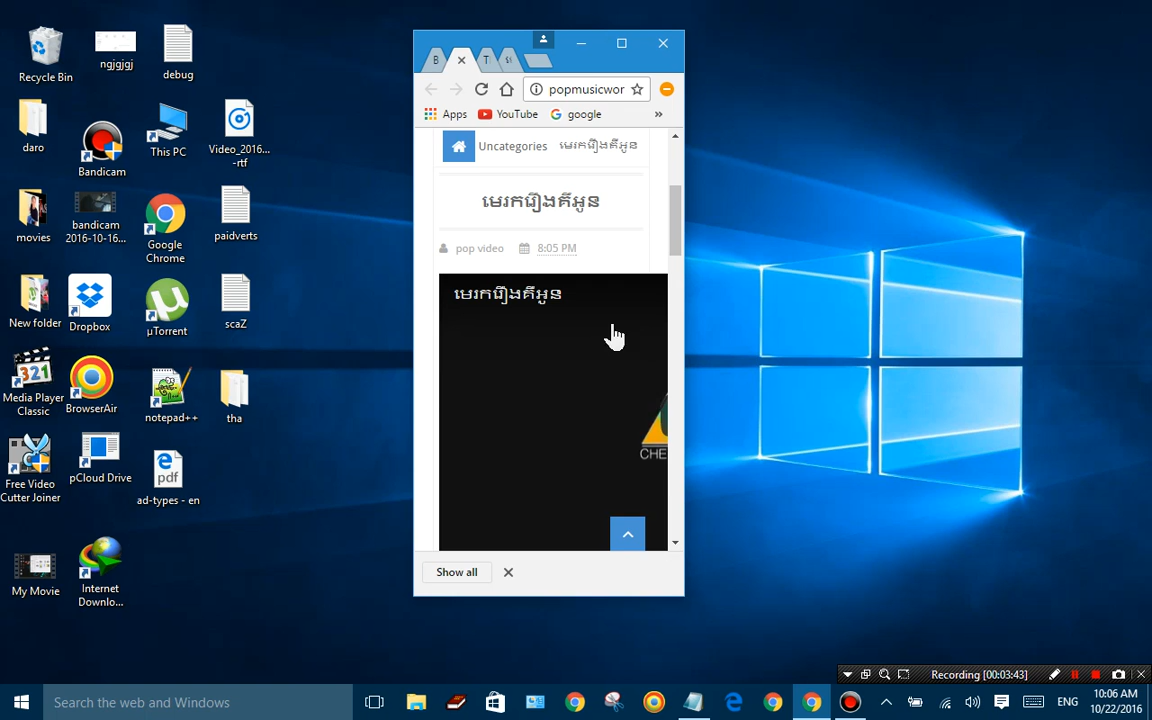 Recycle Bin
ngjgjgj
debug
daro
Bandicam
This PC
Video_2016...
-rtf
movies
bandicam
2016-10-16...
Google
Chrome
paidverts
New folder
Dropbox
µTorrent
scaZ
Media Player
Classic
BrowserAir
notepad++
tha
Free Video
Cutter Joiner
pCloud Drive
pdf
ad-types - en
My Movie
Internet
Downlo...
B
T
popmusicwor
Apps
YouTube
google
»
Uncategories
មេរករឿងគីអូន
មេរករឿងគីអូន
pop video
8:05 PM
មេរករឿងគីអូន
CHE
Show all
Recording [00:03:43]
Search the web and Windows
ENG
10:06 AM
10/22/2016